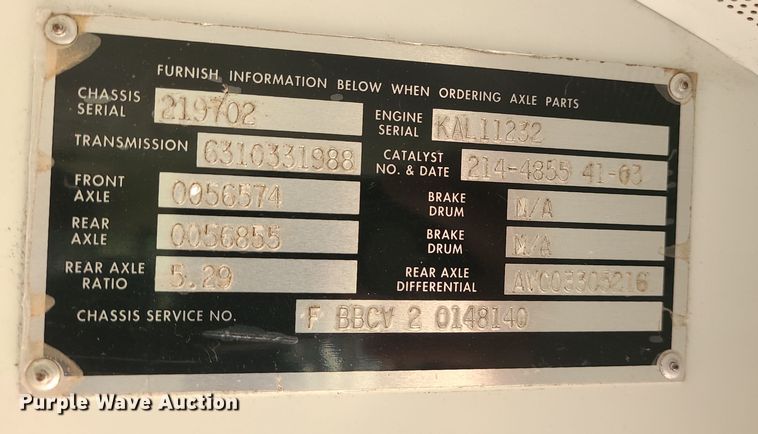 FURNISH INFORMATION BELOW WHEN ORDERING AXLE PARTS
CHASSIS SERIAL 219702
ENGINE SERIAL KAL11232
TRANSMISSION 6310331988
CATALYST NO. & DATE 214-4855 41-03
FRONT AXLE 0056574
BRAKE DRUM N/A
REAR AXLE 0056855
BRAKE DRUM N/A
REAR AXLE RATIO 5.29
REAR AXLE DIFFERENTIAL
CHASSIS SERVICE NO. F BBCV 2 0148140
Purple Wave Auction